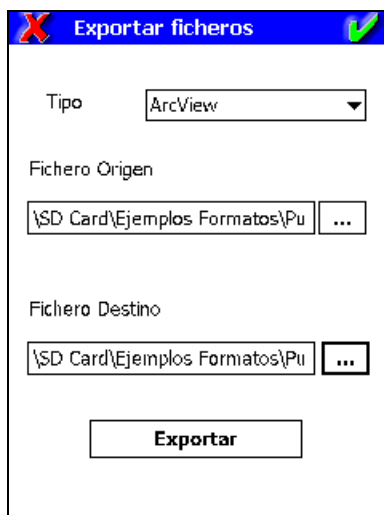 Exportar ficheros
Tipo ArcView
Fichero Origen
\SD Card\Ejemplos Formatos\Pu ...
Fichero Destino
\SD Card\Ejemplos Formatos\Pu ...
Exportar